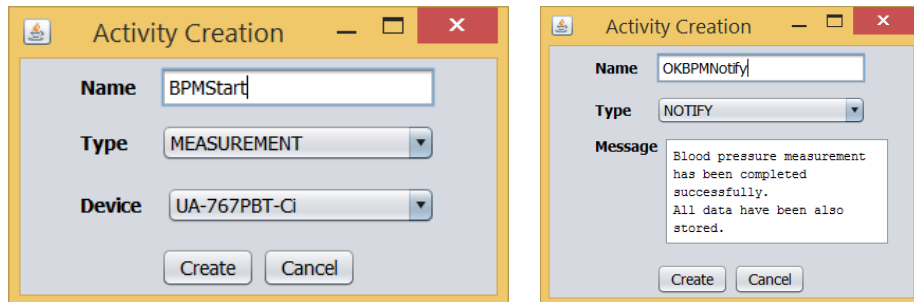 Activity Creation
Name BPMStart
Type MEASUREMENT
Device UA-767PBT-Ci
Create Cancel
Activity Creation
Name OKBPMNotify
Type NOTIFY
Message Blood pressure measurement
has been completed
successfully.
All data have been also
stored.
Create Cancel